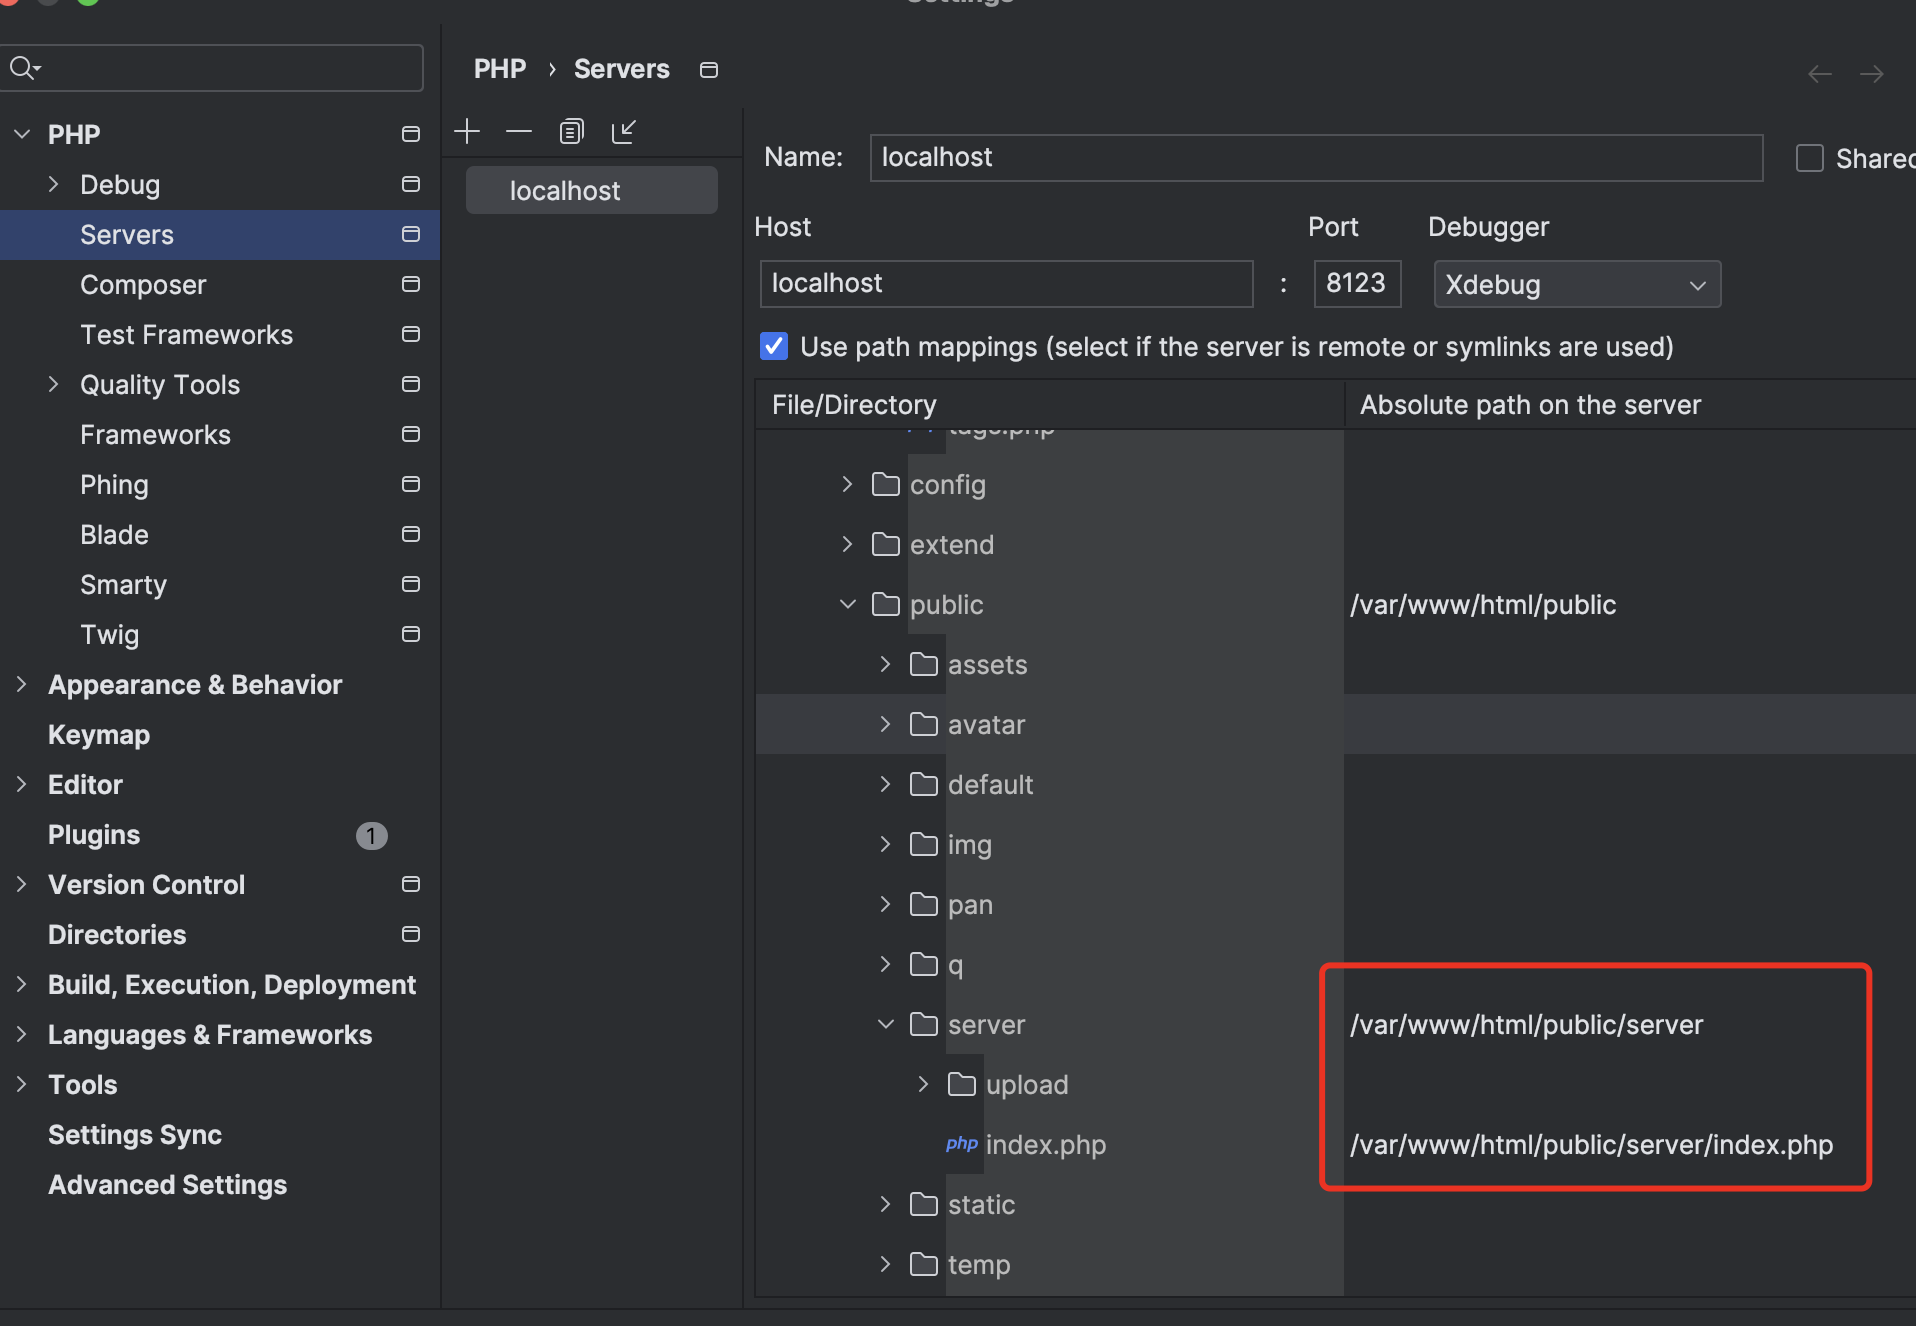 PHP › Servers
PHP
Debug
Servers
Composer
Test Frameworks
Quality Tools
Frameworks
Phing
Blade
Smarty
Twig
Appearance & Behavior
Keymap
Editor
Plugins 1
Version Control
Directories
Build, Execution, Deployment
Languages & Frameworks
Tools
Settings Sync
Advanced Settings
localhost
Name: localhost
Shared
Host Port Debugger
localhost : 8123 Xdebug
Use path mappings (select if the server is remote or symlinks are used)
File/Directory Absolute path on the server
tags.php
config
extend
public /var/www/html/public
assets
avatar
default
img
pan
q
server /var/www/html/public/server
upload
php index.php /var/www/html/public/server/index.php
static
temp